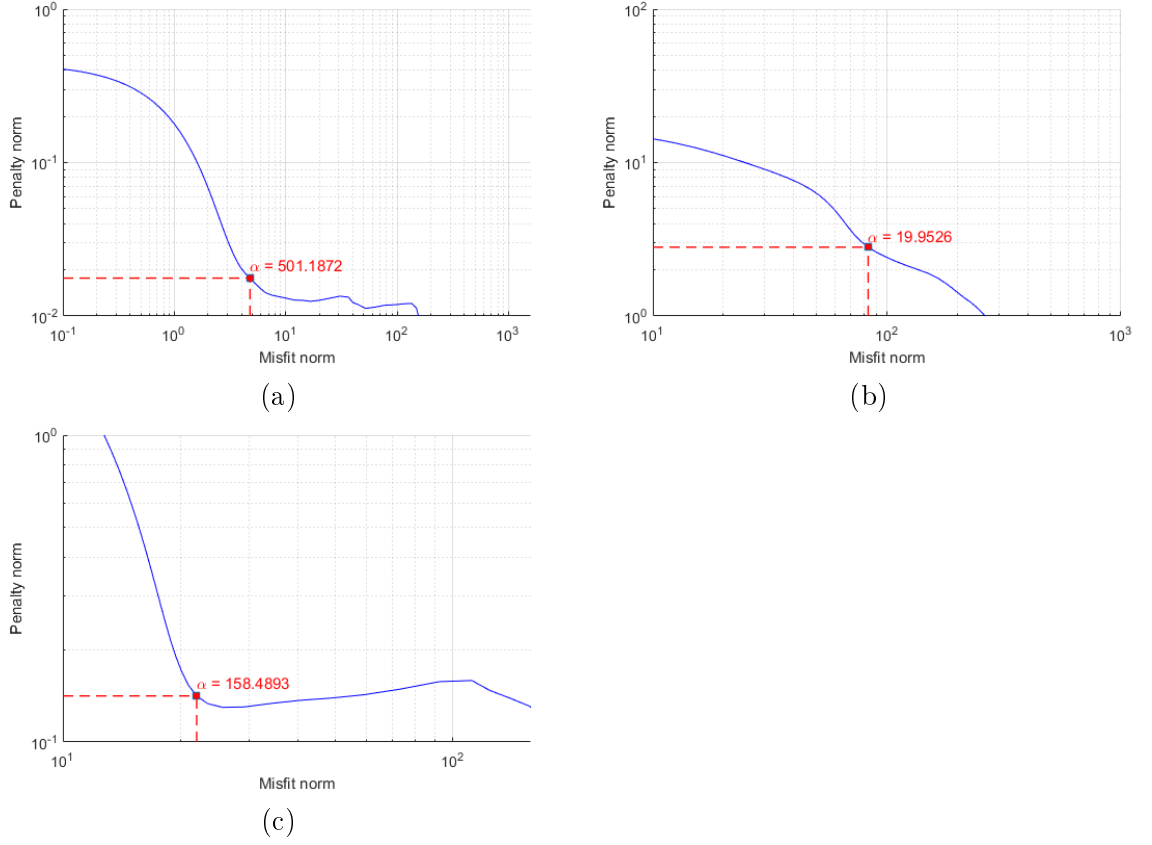 10^0
10^-1
10^-2
Penalty norm
α = 501.1872
10^-1
10^0
10^1
10^2
10^3
Misfit norm
(a)
10^2
10^1
10^0
Penalty norm
α = 19.9526
10^1
10^2
10^3
Misfit norm
(b)
10^0
10^-1
Penalty norm
α = 158.4893
10^1
10^2
Misfit norm
(c)